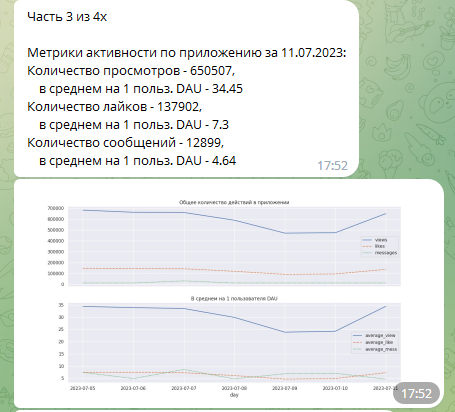 Часть 3 из 4х
Метрики активности по приложению за 11.07.2023:
Количество просмотров - 650507,
в среднем на 1 польз. DAU - 34.45
Количество лайков - 137902,
в среднем на 1 польз. DAU - 7.3
Количество сообщений - 12899,
в среднем на 1 польз. DAU - 4.64
17:52
Общее количество действий в приложении
700000
600000
500000
400000
300000
200000
100000
0
views
likes
messages
В среднем на 1 пользователя DAU
35
30
25
20
15
10
5
average_view
average_like
average_mess
2023-07-05 2023-07-06 2023-07-07 2023-07-08 2023-07-09 2023-07-10 2023-07-11
day
17:52